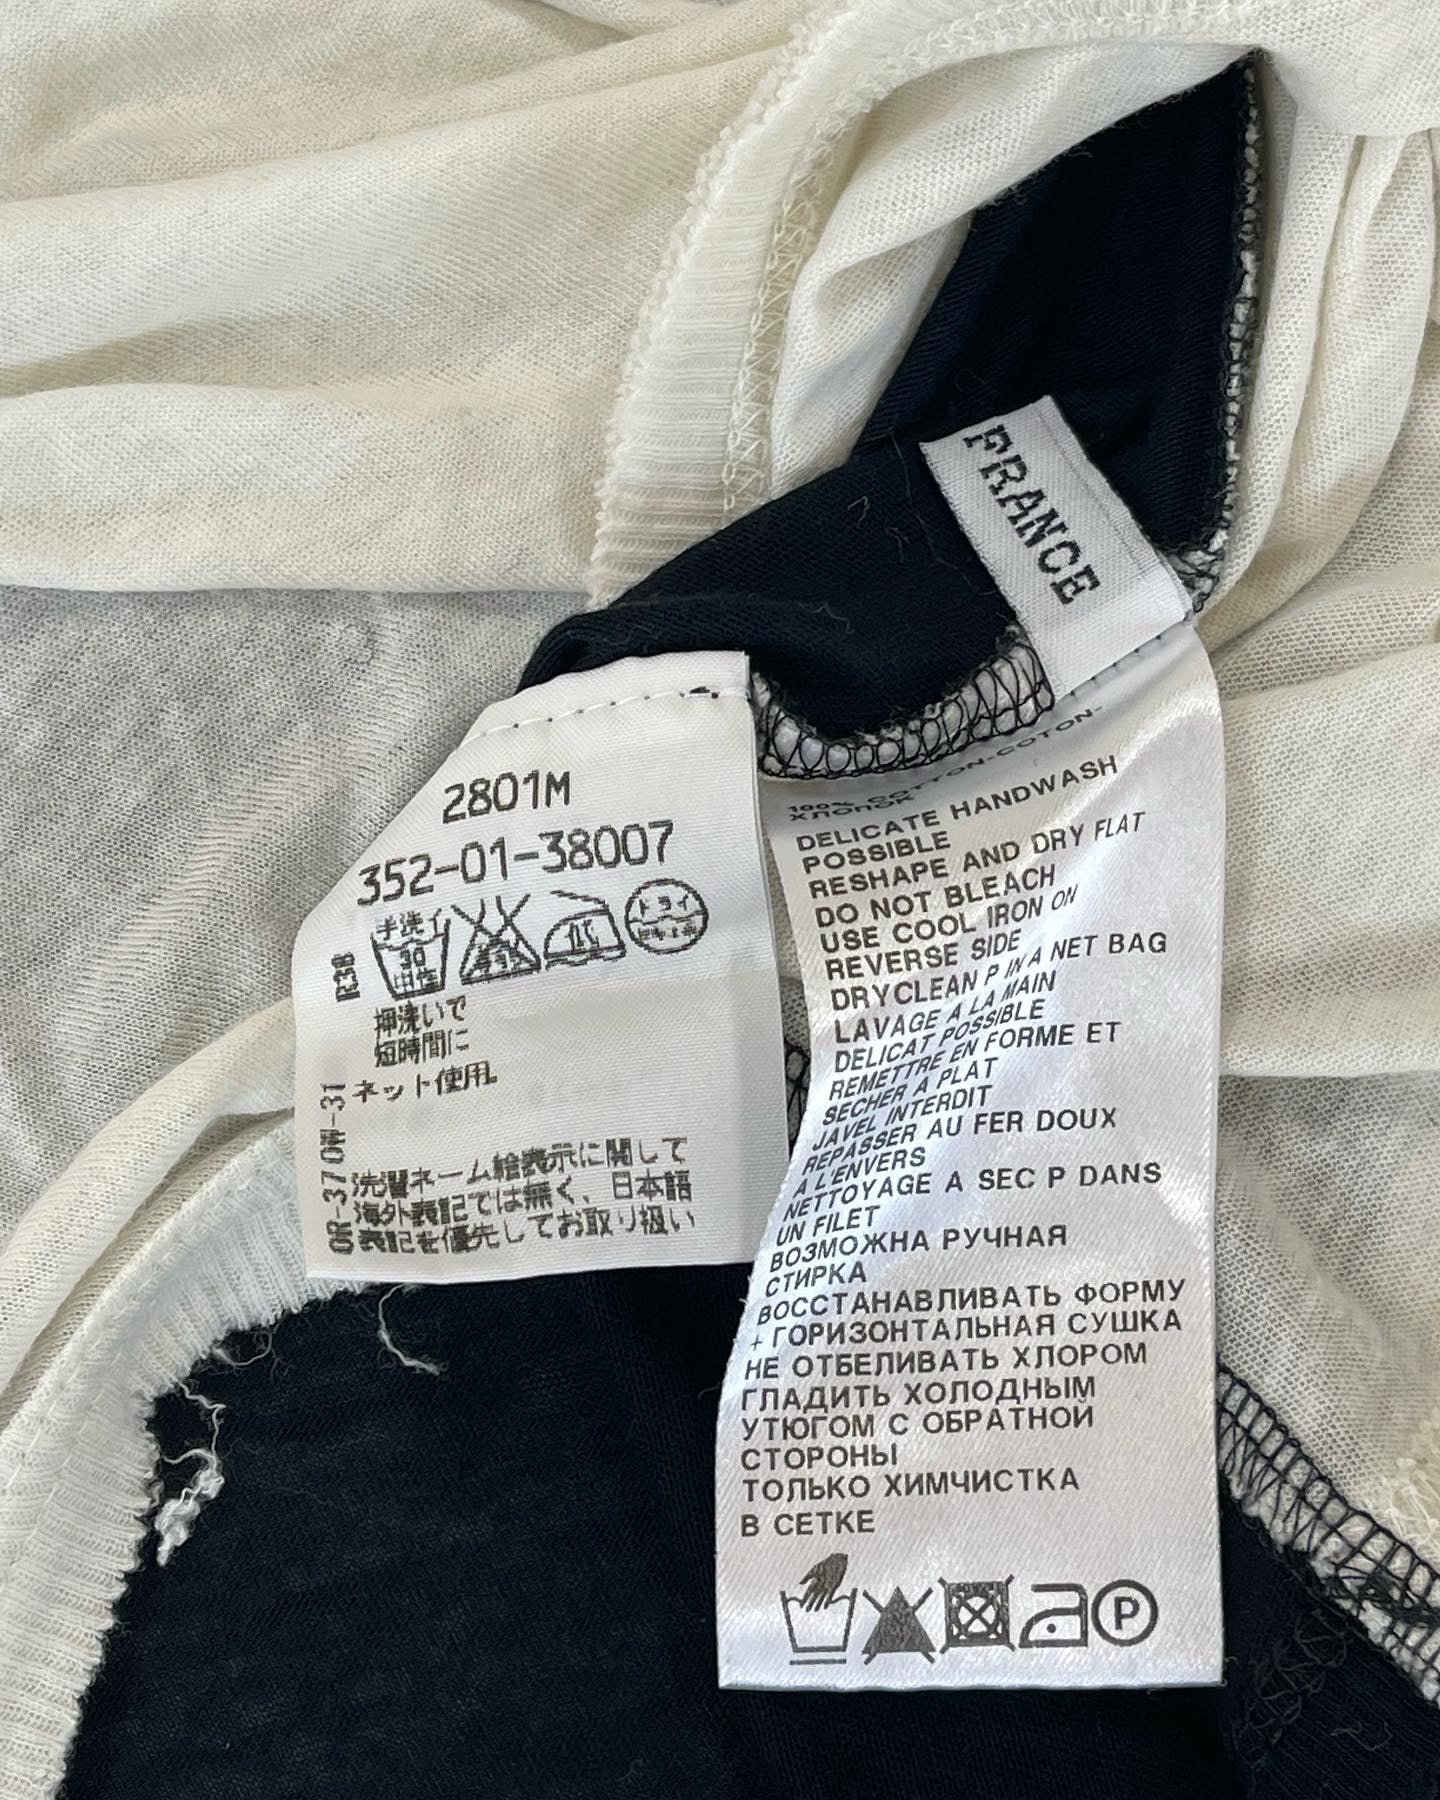 FRANCE
2801M
352-01-38007
手洗イ
30
中性
ドライ
R38
押洗いで
短時間に
ネット使用。
OR-370W-3T
洗濯ネーム絵表示に関して
海外表記では無く、日本語
表記を優先してお取り扱い
100% COTTON-COTON-
ХЛОПОК
DELICATE HANDWASH
POSSIBLE
RESHAPE AND DRY FLAT
DO NOT BLEACH
USE COOL IRON ON
REVERSE SIDE
DRYCLEAN P IN A NET BAG
LAVAGE A LA MAIN
DELICAT POSSIBLE
REMETTRE EN FORME ET
SECHER A PLAT
JAVEL INTERDIT
REPASSER AU FER DOUX
A L'ENVERS
NETTOYAGE A SEC P DANS
UN FILET
ВОЗМОЖНА РУЧНАЯ
СТИРКА
ВОССТАНАВЛИВАТЬ ФОРМУ
+ ГОРИЗОНТАЛЬНАЯ СУШКА
НЕ ОТБЕЛИВАТЬ ХЛОРОМ
ГЛАДИТЬ ХОЛОДНЫМ
УТЮГОМ С ОБРАТНОЙ
СТОРОНЫ
ТОЛЬКО ХИМЧИСТКА
В СЕТКЕ
P